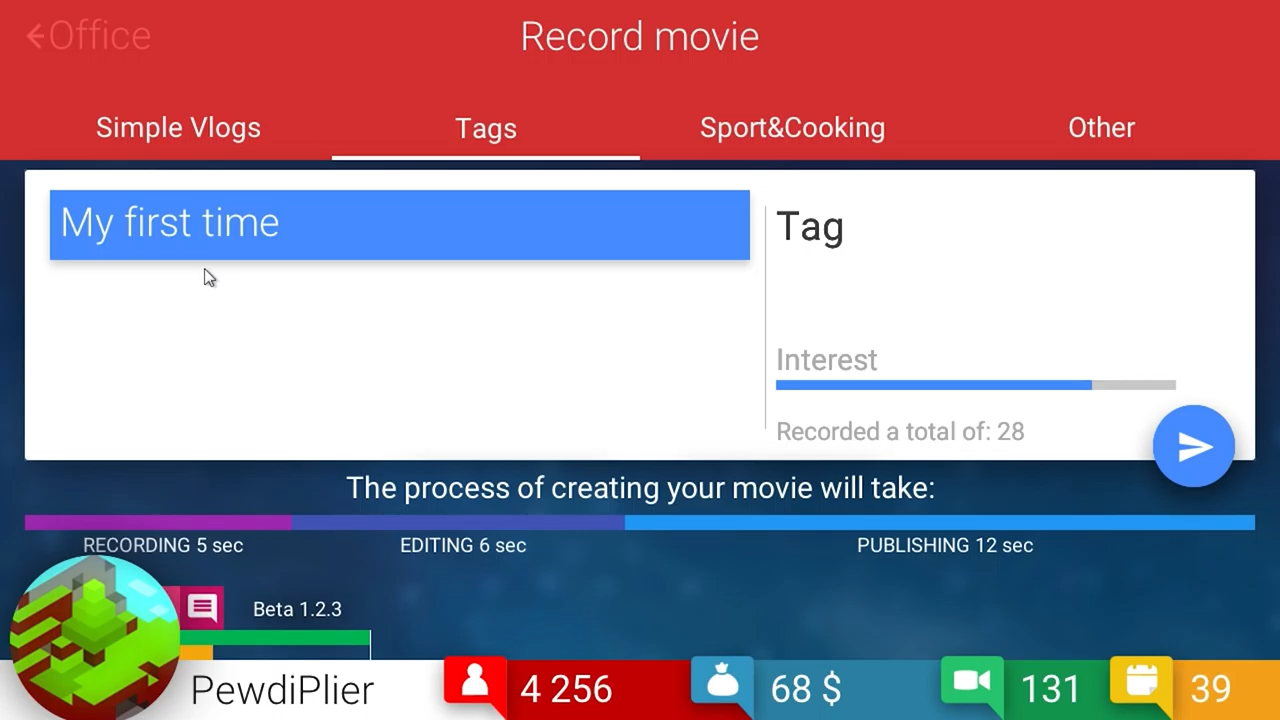 Office
Record movie
Simple Vlogs
Tags
Sport&Cooking
Other
My first time
Tag
Interest
Recorded a total of: 28
The process of creating your movie will take:
RECORDING 5 sec
EDITING 6 sec
PUBLISHING 12 sec
Beta 1.2.3
PewdiPlier
4 256
68 $
131
39